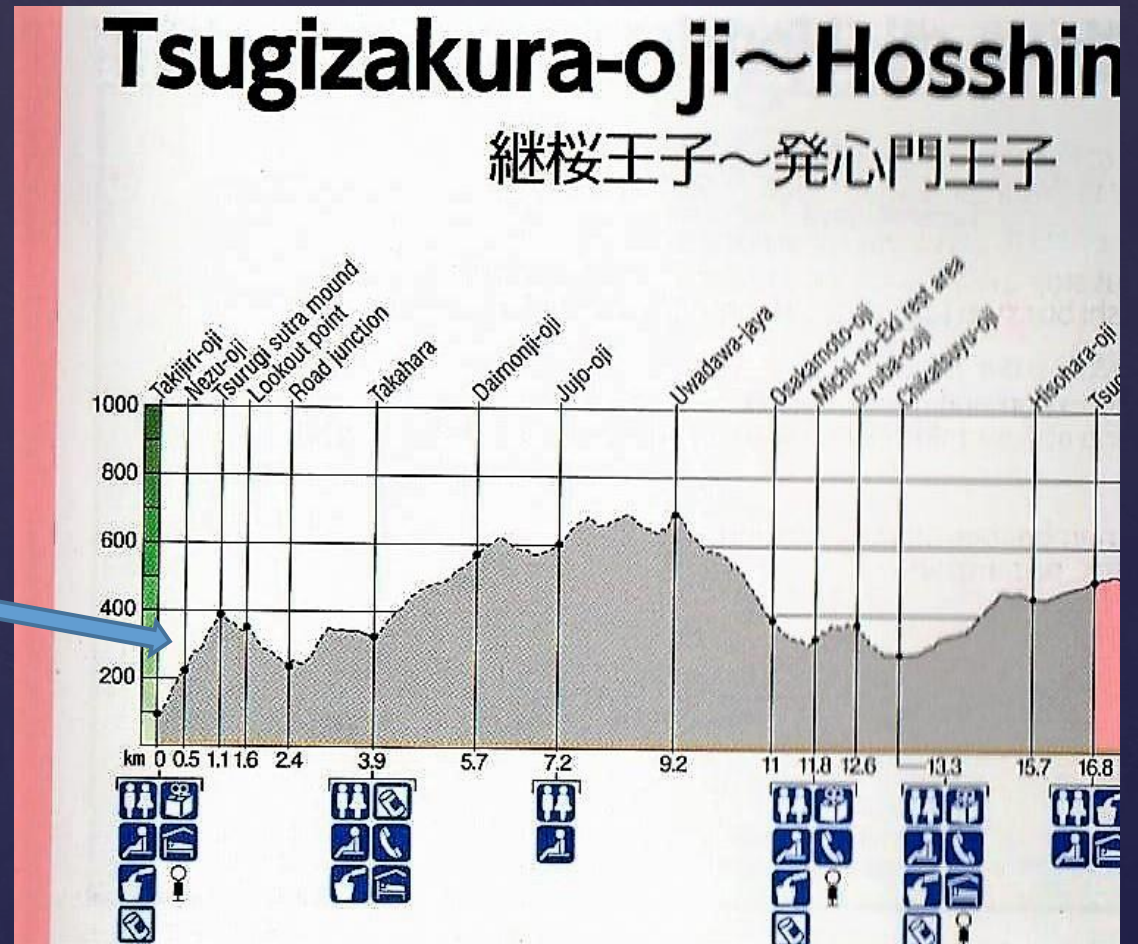 Tsugizakura-oji～Hosshin
継桜王子～発心門王子
Takijiri-oji
Nezu-oji
Tsurugi sutra mound
Lookout point
Road junction
Takahara
Daimonji-oji
Jujo-oji
Uwadawa-jaya
Osakamoto-oji
Michi-no-Eki rest area
Gyuba-doji
Chikatsuyu-oji
Hisohara-oji
Tsu
1000
800
600
400
200
km 0 0.5 1.1 1.6 2.4 3.9 5.7 7.2 9.2 11 11.8 12.6 13.3 15.7 16.8